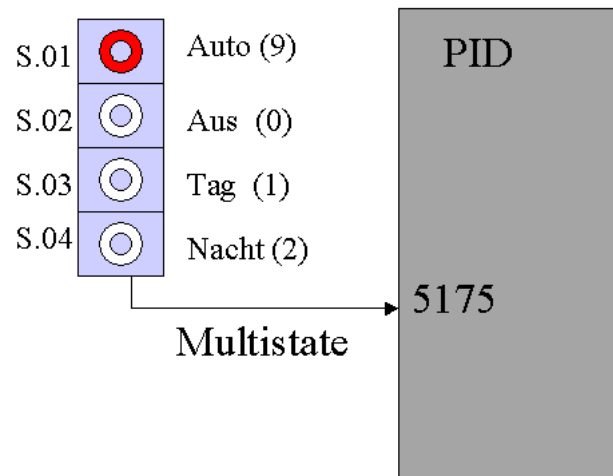 S.01 Auto (9)
S.02 Aus (0)
S.03 Tag (1)
S.04 Nacht (2)
PID
5175
Multistate